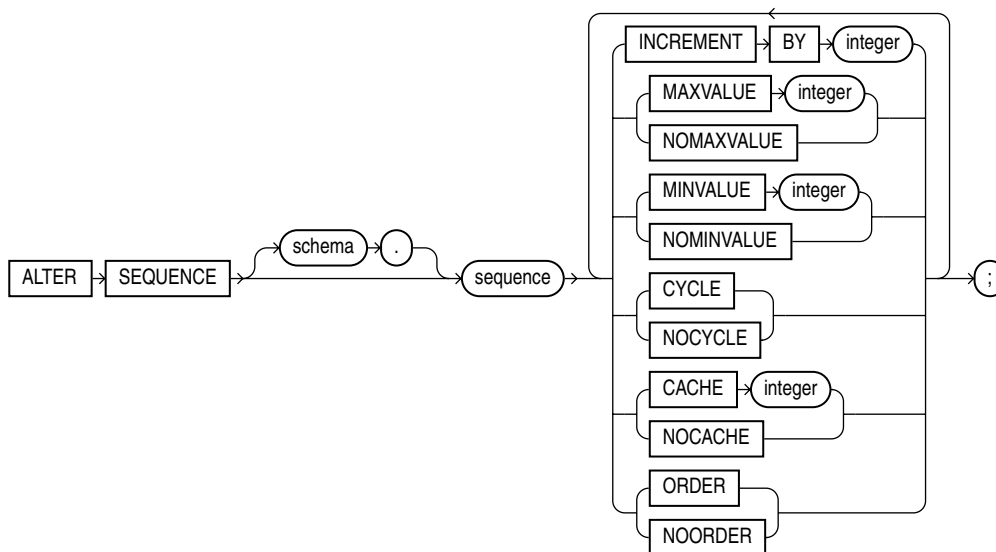 INCREMENT BY integer
MAXVALUE integer
NOMAXVALUE
MINVALUE integer
NOMINVALUE
schema .
ALTER SEQUENCE sequence ;
CYCLE
NOCYCLE
CACHE integer
NOCACHE
ORDER
NOORDER